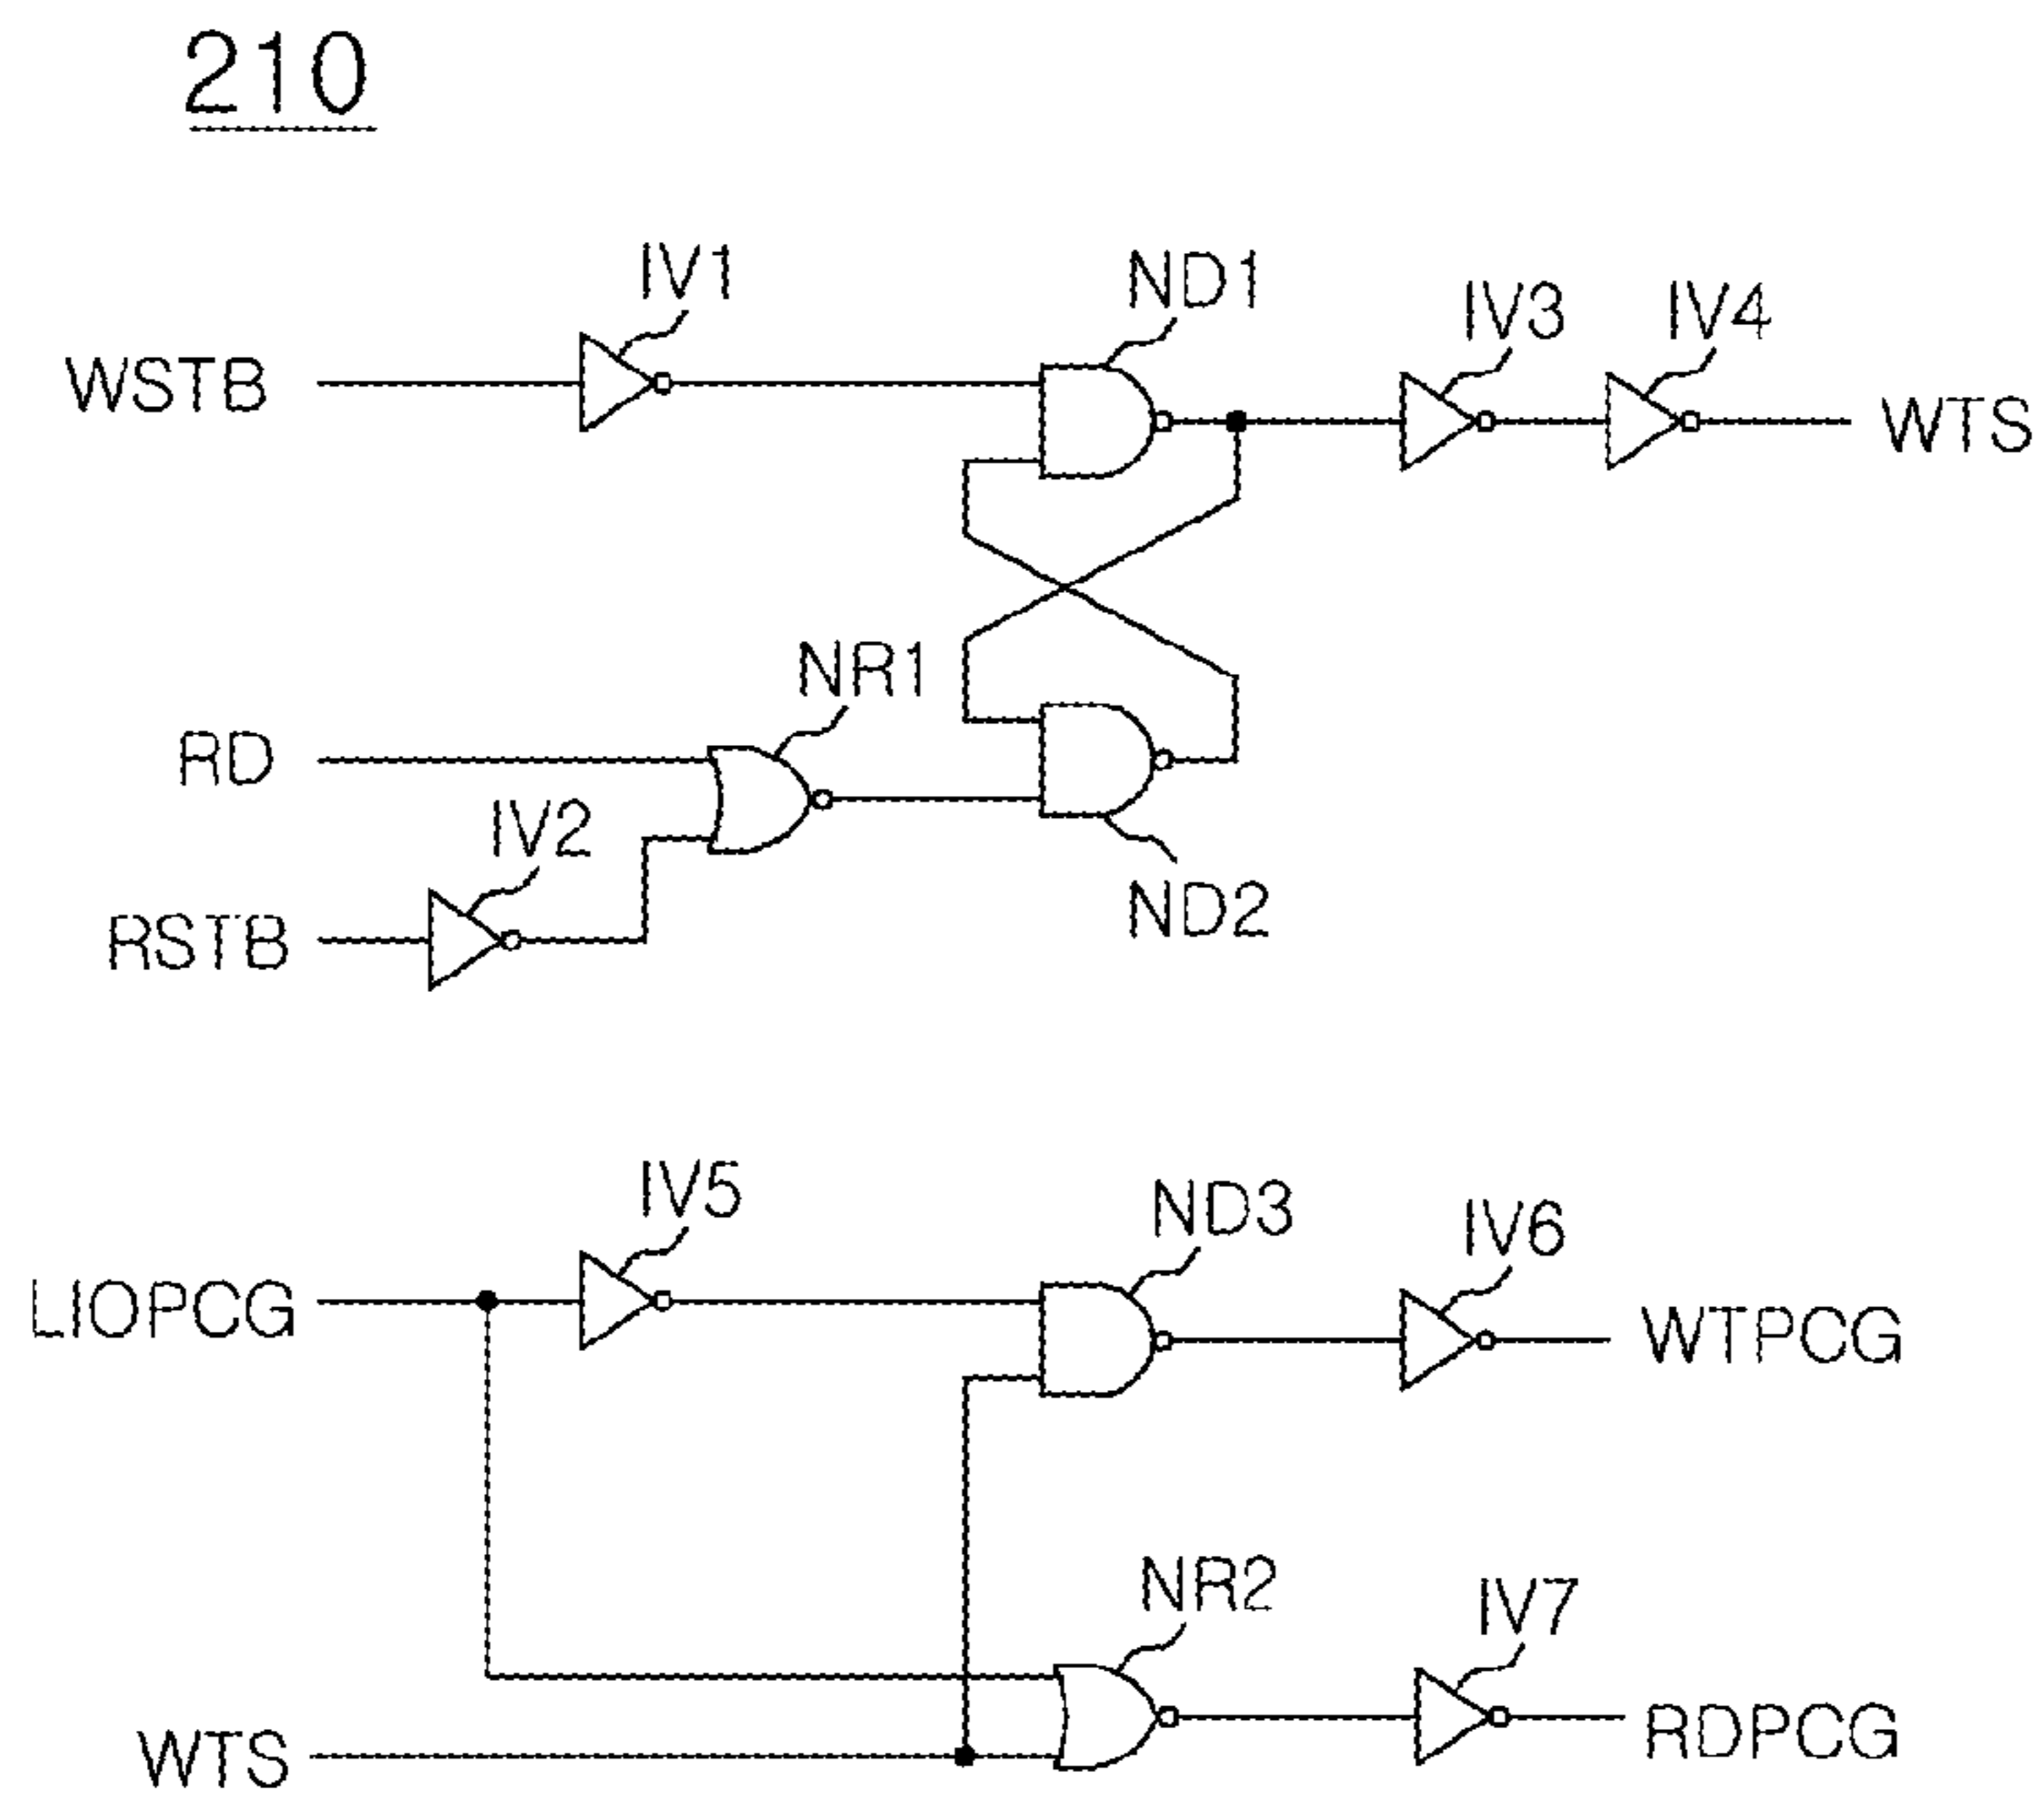 210
IV1
ND1
IV3
IV4
WSTB
WTS
NR1
RD
IV2
ND2
RSTB
IV5
ND3
IV6
LIOPCG
WTPCG
NR2
IV7
WTS
RDPCG